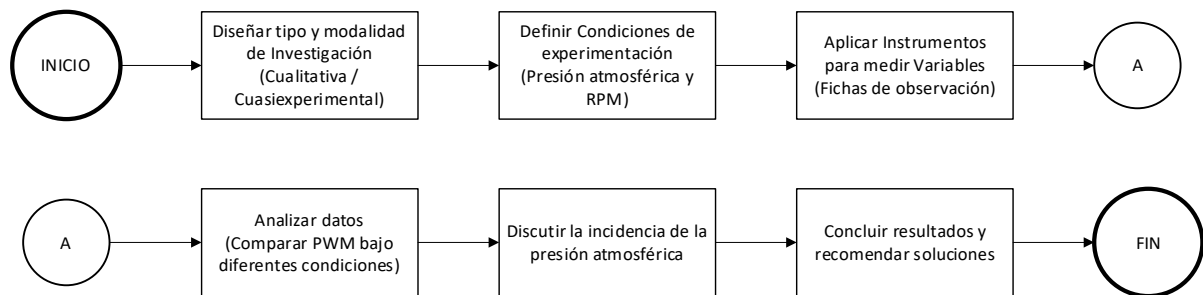 INICIO
Diseñar tipo y modalidad
de Investigación
(Cualitativa /
Cuasiexperimental)
Definir Condiciones de
experimentación
(Presión atmosférica y
RPM)
Aplicar Instrumentos
para medir Variables
(Fichas de observación)
A
A
Analizar datos
(Comparar PWM bajo
diferentes condiciones)
Discutir la incidencia de la
presión atmosférica
Concluir resultados y
recomendar soluciones
FIN